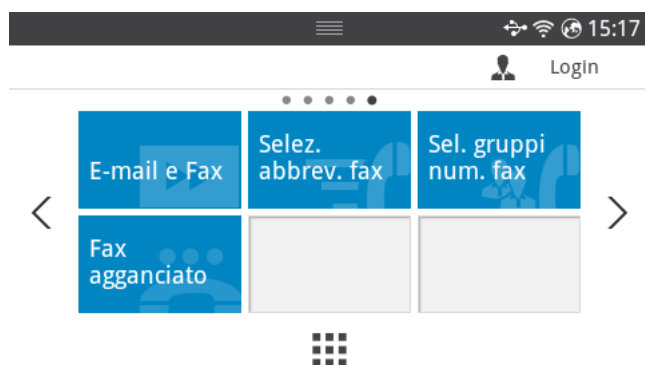 15:17
Login
E-mail e Fax
Selez.
abbrev. fax
Sel. gruppi
num. fax
Fax
agganciato